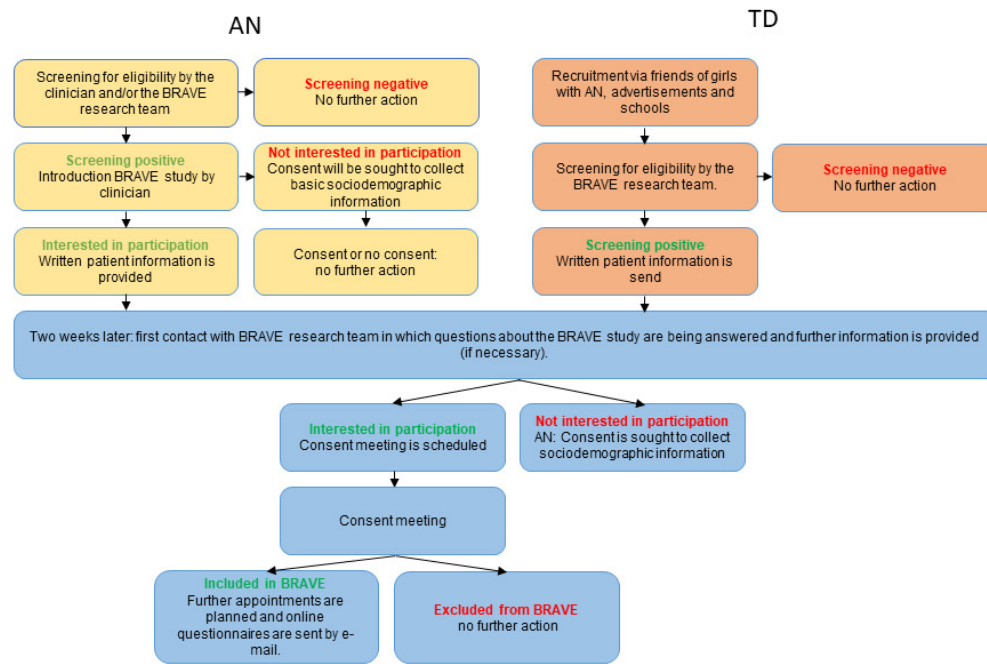 AN
TD
Screening for eligibility by the
clinician and/or the BRAVE
research team
Screening negative
No further action
Recruitment via friends of girls
with AN, advertisements and
schools
Screening positive
Introduction BRAVE study by
clinician
Not interested in participation
Consent will be sought to collect
basic sociodemographic
information
Screening for eligibility by the
BRAVE research team.
Screening negative
No further action
Interested in participation
Written patient information is
provided
Consent or no consent:
no further action
Screening positive
Written patient information is
send
Two weeks later: first contact with BRAVE research team in which questions about the BRAVE study are being answered and further information is provided
(if necessary).
Interested in participation
Consent meeting is scheduled
Not interested in participation
AN: Consent is sought to collect
sociodemographic information
Consent meeting
Included in BRAVE
Further appointments are
planned and online
questionnaires are sent by e-
mail.
Excluded from BRAVE
no further action